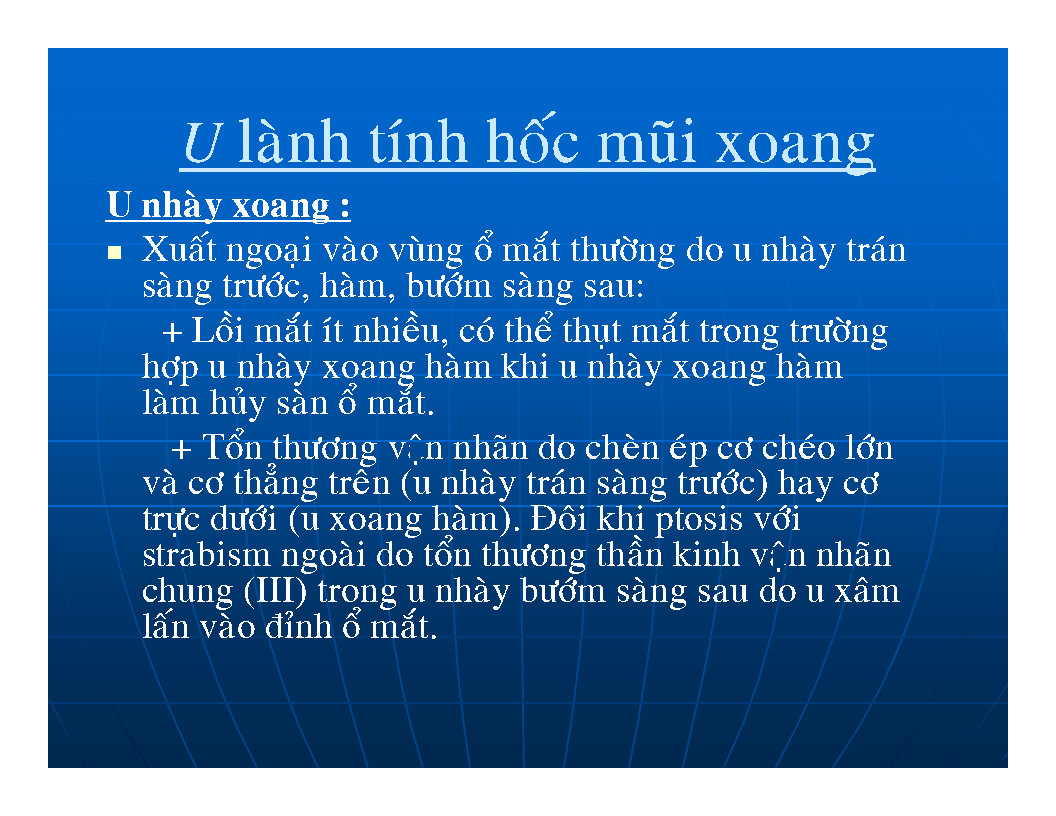 U lành tính hốc mũi xoang
U nhày xoang :
Xuất ngoại vào vùng ổ mắt thường do u nhày trán
sàng trước, hàm, bướm sàng sau:
+ Lồi mắt ít nhiều, có thể thụt mắt trong trường
hợp u nhày xoang hàm khi u nhày xoang hàm
làm hủy sàn ổ mắt.
+ Tổn thương vận nhãn do chèn ép cơ chéo lớn
và cơ thẳng trên (u nhày trán sàng trước) hay cơ
trực dưới (u xoang hàm). Đôi khi ptosis với
strabism ngoài do tổn thương thần kinh vận nhãn
chung (III) trong u nhày bướm sàng sau do u xâm
lấn vào đỉnh ổ mắt.